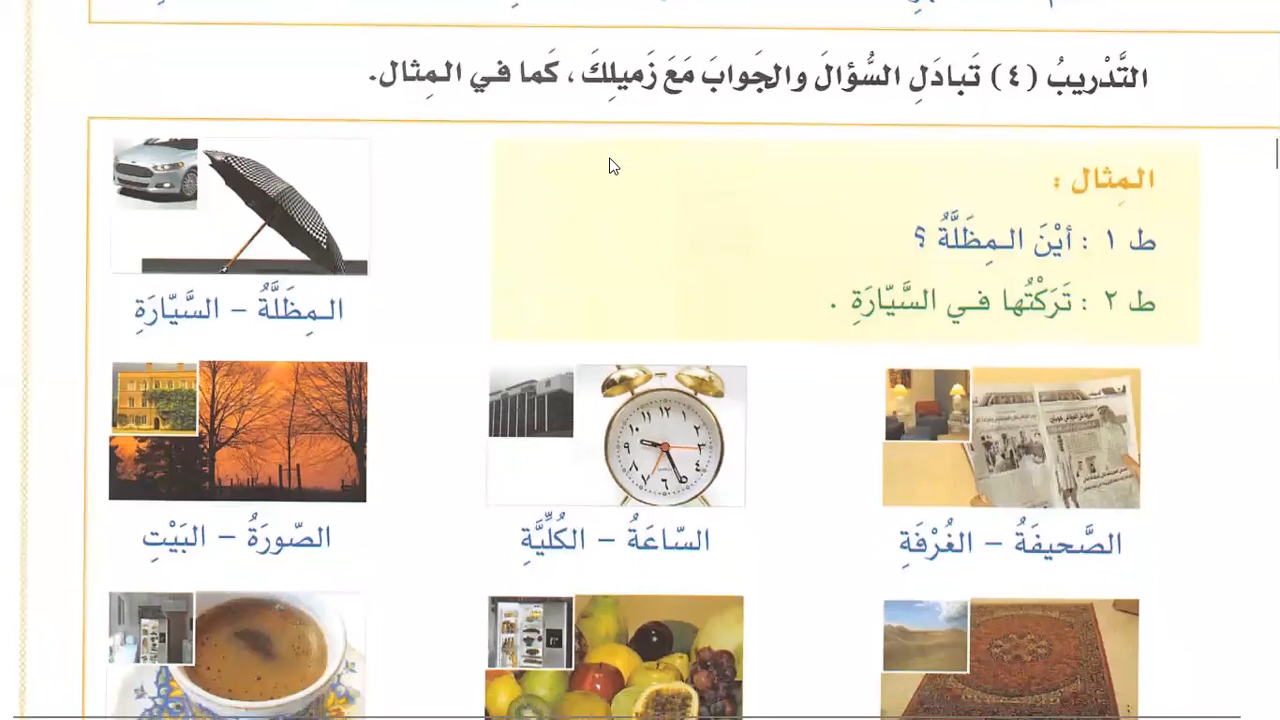 التَّدْريبُ (٤) تَبادَلِ السُّؤالَ والجَوابَ مَعَ زَميلِكَ ، كَما في المِثال.
المِثال :
ط ١ : أيْنَ المِظَلَّةُ ؟
ط ٢ : تَرَكْتُها في السَّيّارَةِ .
المِظَلَّةُ – السَّيّارَةِ
الصَّحيفَةُ – الغُرْفَةِ
السّاعَةُ – الكُلِّيَّةِ
الصّورَةُ – البَيْتِ